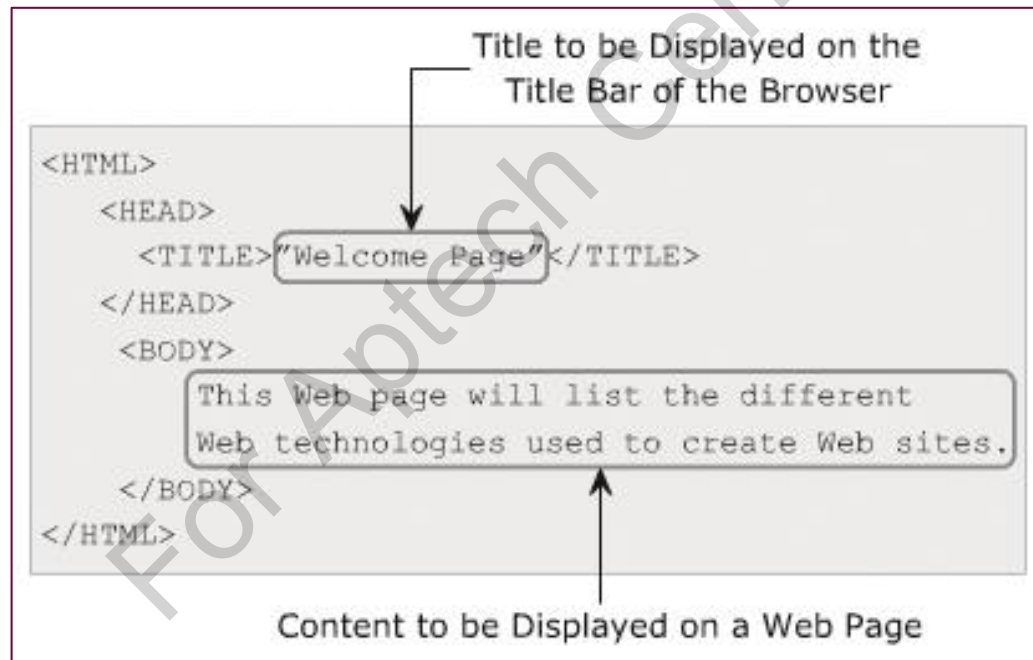 Title to be Displayed on the
Title Bar of the Browser
<HTML>
<HEAD>
<TITLE>"Welcome Page"</TITLE>
</HEAD>
<BODY>
This Web page will list the different
Web technologies used to create Web sites.
</BODY>
</HTML>
Content to be Displayed on a Web Page
For Aptech Cen